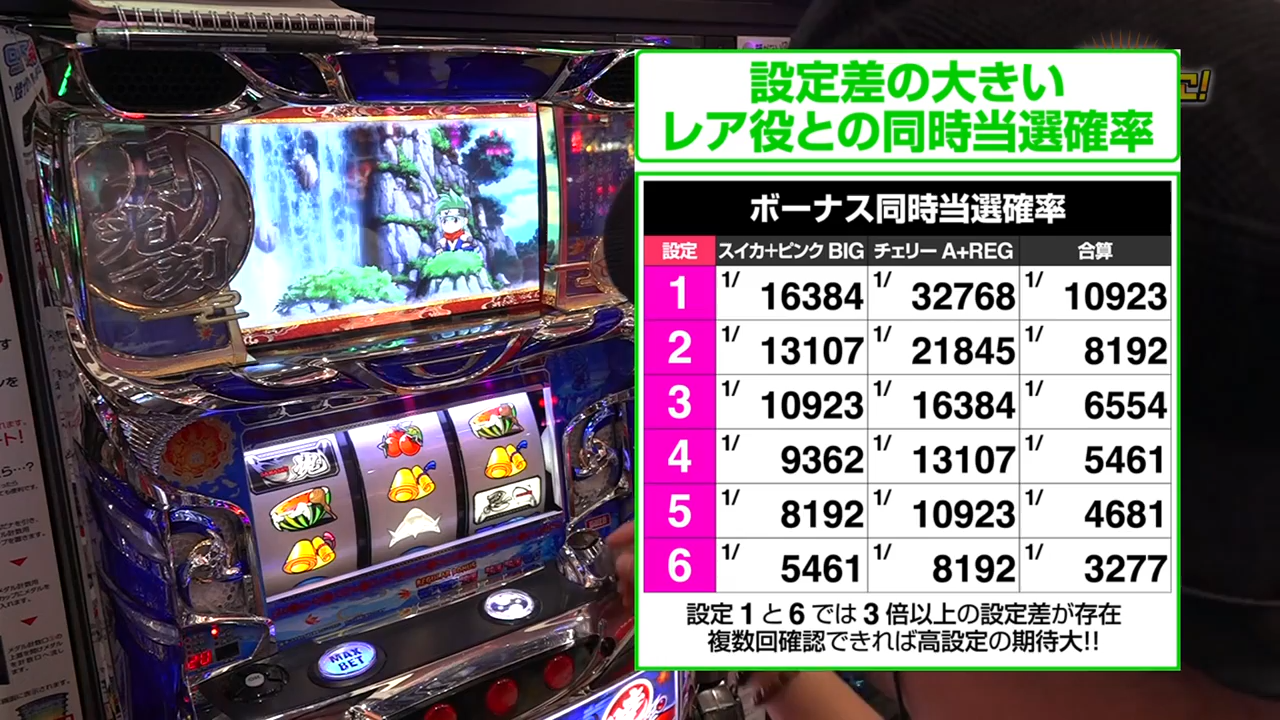 設定差の大きい
レア役との同時当選確率
ボーナス同時当選確率
設定 スイカ+ピンク BIG チェリー A+REG 合算
1 1/16384 1/32768 1/10923
2 1/13107 1/21845 1/8192
3 1/10923 1/16384 1/6554
4 1/9362 1/13107 1/5461
5 1/8192 1/10923 1/4681
6 1/5461 1/8192 1/3277
設定 1 と 6 では 3 倍以上の設定差が存在
複数回確認できれば高設定の期待大!!
MAX
BET